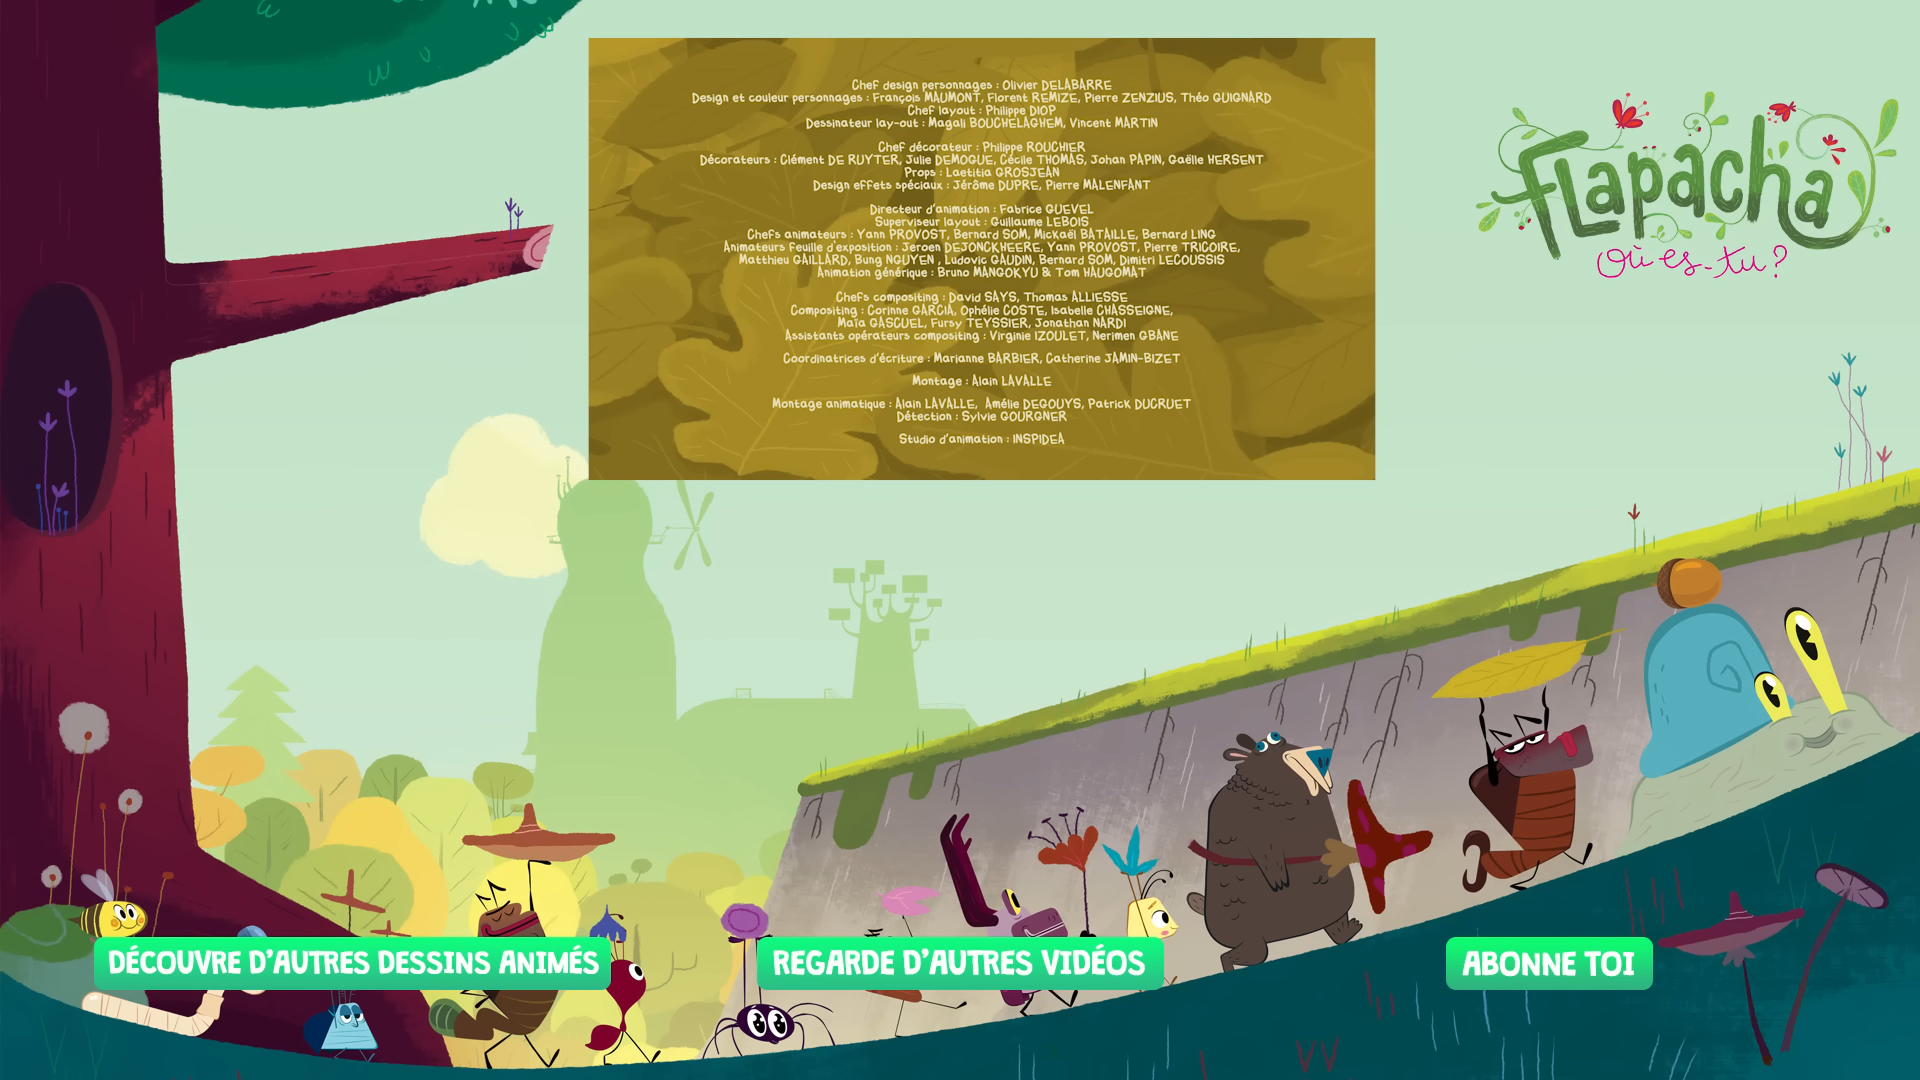 Chef design personnages : Olivier DELABARRE
Design et couleur personnages : François MAUMONT, Florent REMIZE, Pierre ZENZIUS, Théo GUIGNARD
Chef layout : Philippe DIOP
Dessinateur lay-out : Magali BOUCHELAGHEM, Vincent MARTIN
Chef décorateur : Philippe ROUCHIER
Décorateurs : Clément DE RUYTER, Julie DEMOGUE, Cécile THOMAS, Johan PAPIN, Gaëlle HERSENT
Props : Laetitia GROSJEAN
Design effets spéciaux : Jérôme DUPRE, Pierre MALENFANT
Directeur d'animation : Fabrice GUEVEL
Superviseur layout : Guillaume LEBOIS
Chefs animateurs : Yann PROVOST, Bernard SOM, Mickaël BATAILLE, Bernard LING
Animateurs feuille d'exposition : Jeroen DEJONCKHEERE, Yann PROVOST, Pierre TRICOIRE,
Matthieu GAILLARD, Bung NGUYEN , Ludovic GAUDIN, Bernard SOM, Dimitri LECOUSSIS
Animation générique : Bruno MANGOKYU & Tom HAUGOMAT
Chefs compositing : David SAYS, Thomas ALLIESSE
Compositing : Corinne GARCIA, Ophélie COSTE, Isabelle CHASSEIGNE,
Maïa GASCUEL, Fursy TEYSSIER, Jonathan NARDI
Assistants opérateurs compositing : Virginie IZOULET, Nerimen GBANE
Coordinatrices d'écriture : Marianne BARBIER, Catherine JAMIN-BIZET
Montage : Alain LAVALLE
Montage animatique : Alain LAVALLE, Amélie DEGOUYS, Patrick DUCRUET
Détection : Sylvie GOURGNER
Studio d'animation : INSPIDEA
Flapacha
Où es-tu ?
DÉCOUVRE D'AUTRES DESSINS ANIMÉS
REGARDE D'AUTRES VIDÉOS
ABONNE TOI